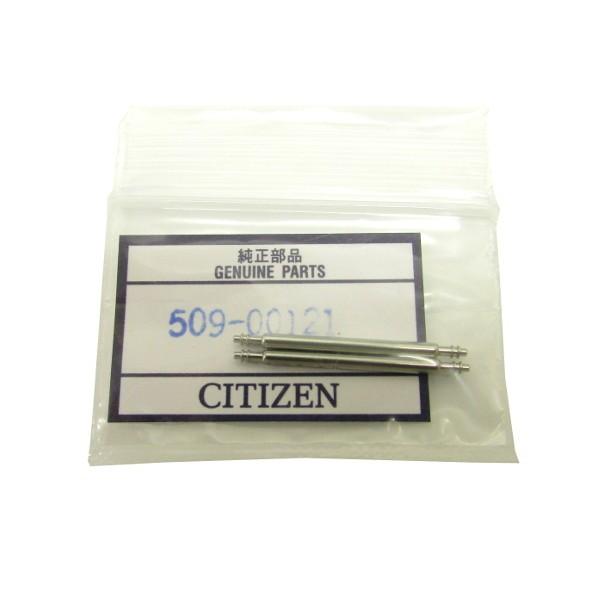 純正部品
GENUINE PARTS
509-00121
CITIZEN